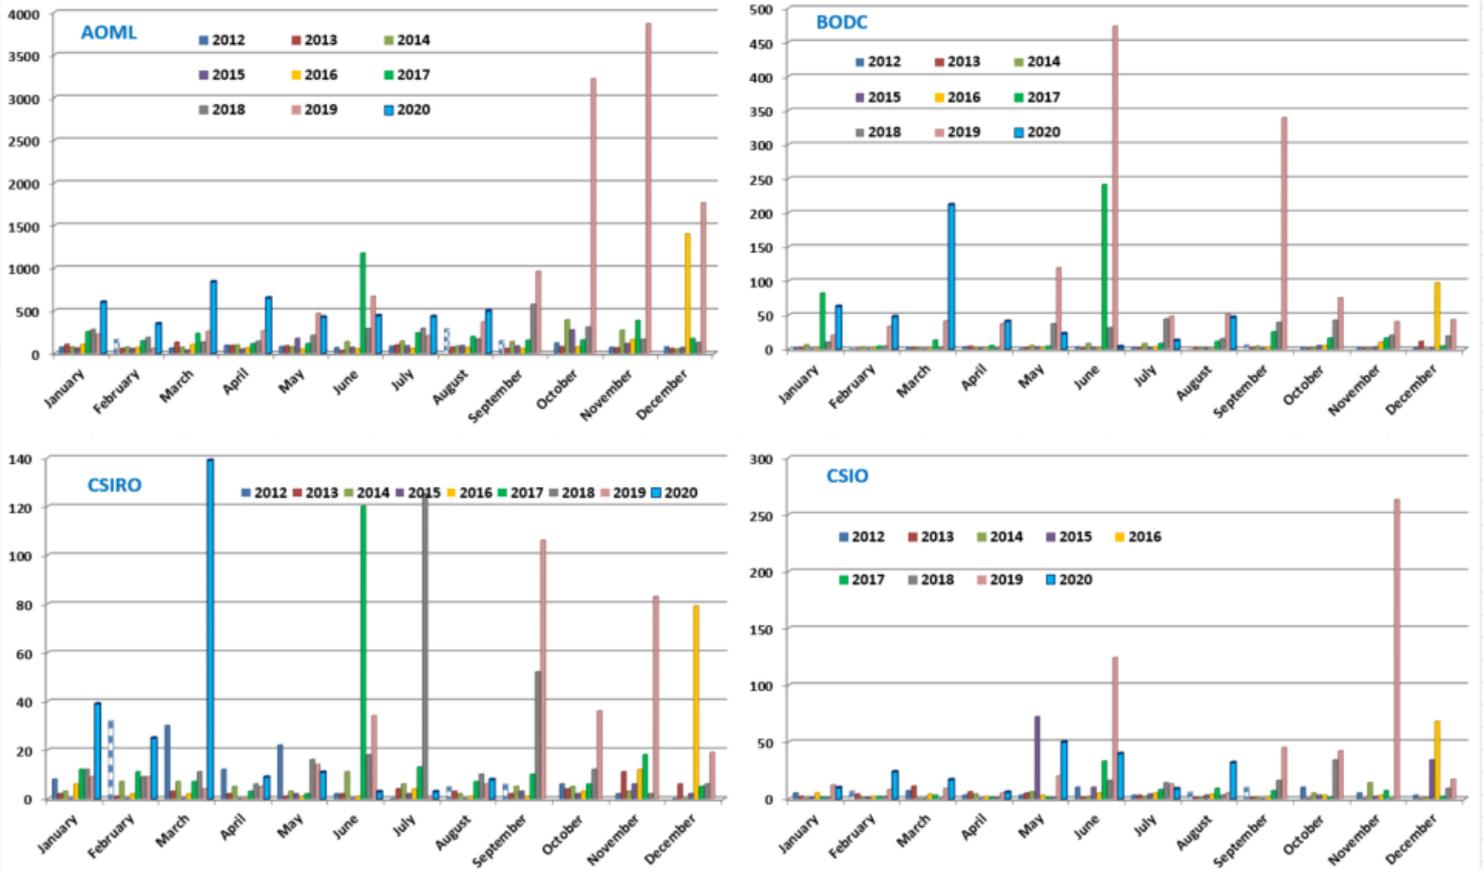 AOML
4000
3500
3000
2500
2000
1500
1000
500
0
2012 2013 2014
2015 2016 2017
2018 2019 2020
January February March April May June July August September October November December
BODC
500
450
400
350
300
250
200
150
100
50
0
2012 2013 2014
2015 2016 2017
2018 2019 2020
January February March April May June July August September October November December
CSIRO
140
120
100
80
60
40
20
0
2012 2013 2014 2015 2016 2017 2018 2019 2020
January February March April May June July August September October November December
CSIO
300
250
200
150
100
50
0
2012 2013 2014 2015 2016
2017 2018 2019 2020
January February March April May June July August September October November December